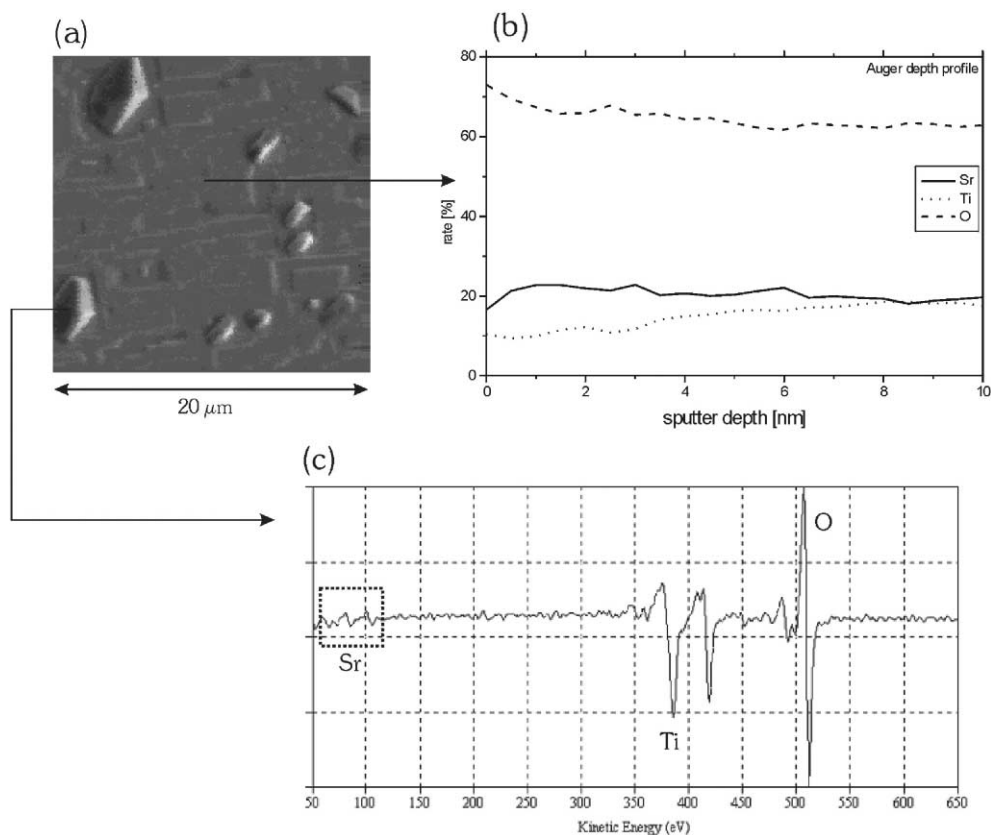 (a)
20 μm
(b)
Auger depth profile
80
60
40
20
0
rate [%]
Sr
Ti
O
0 2 4 6 8 10
sputter depth [nm]
(c)
O
Sr
Ti
50 100 150 200 250 300 350 400 450 500 550 600 650
Kinetic Energy (eV)